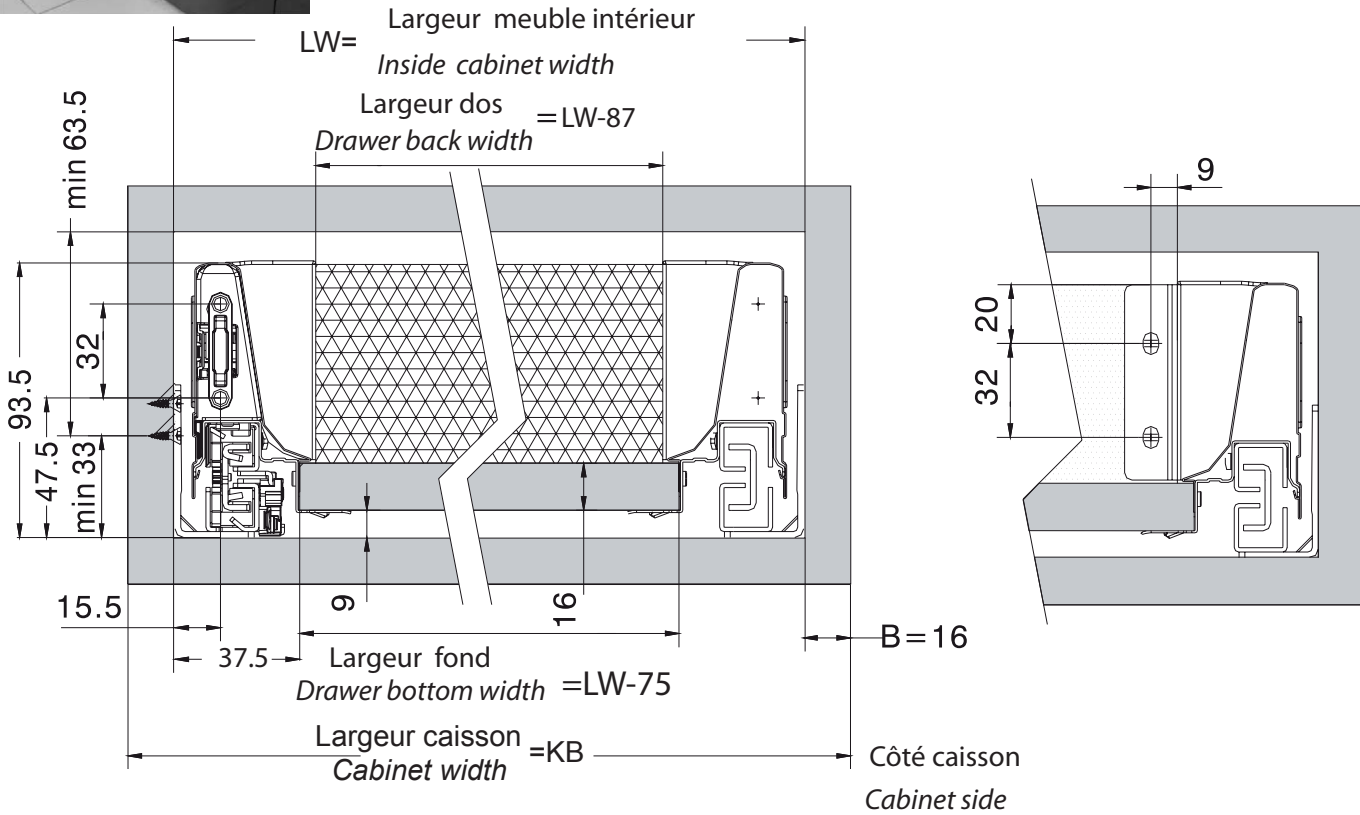 Largeur meuble intérieur
LW=
Inside cabinet width
Largeur dos
Drawer back width =LW-87
min 63.5
32
93.5
47.5
min 33
15.5
37.5
9
16
B=16
Largeur fond
Drawer bottom width =LW-75
Largeur caisson
Cabinet width =KB
Côté caisson
Cabinet side
9
20
32